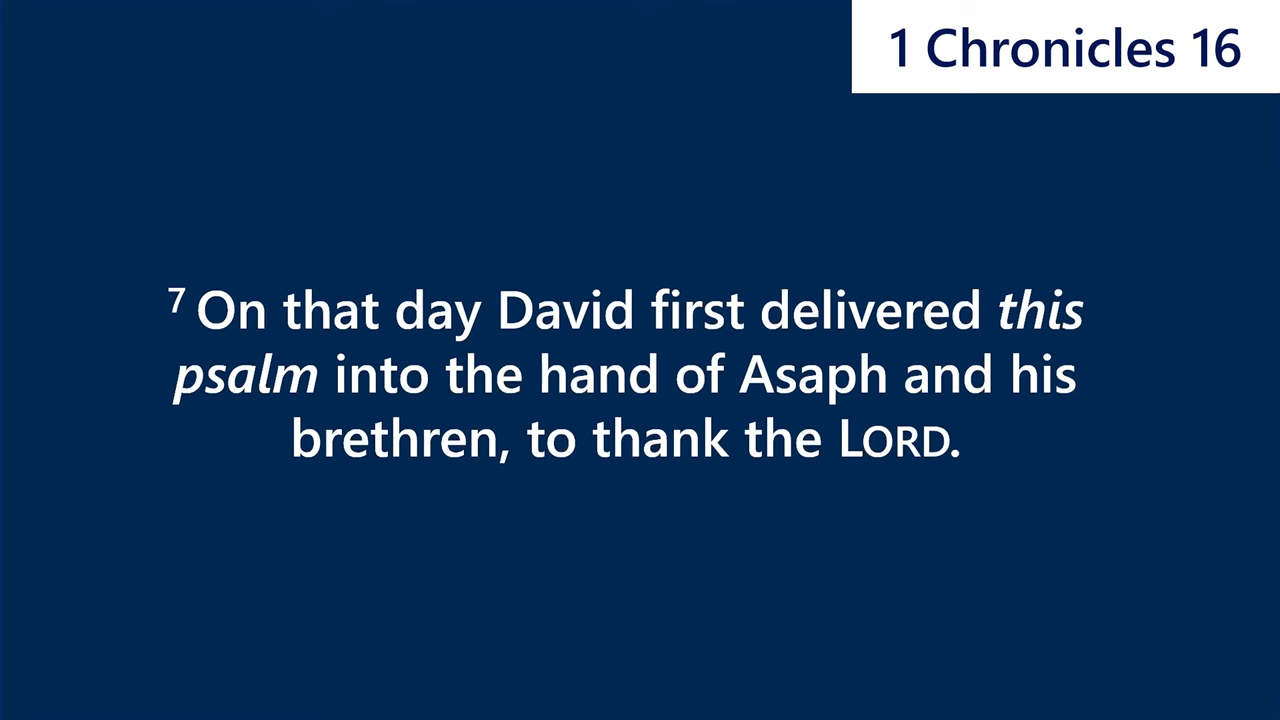 1 Chronicles 16
7 On that day David first delivered this
psalm into the hand of Asaph and his
brethren, to thank the LORD.